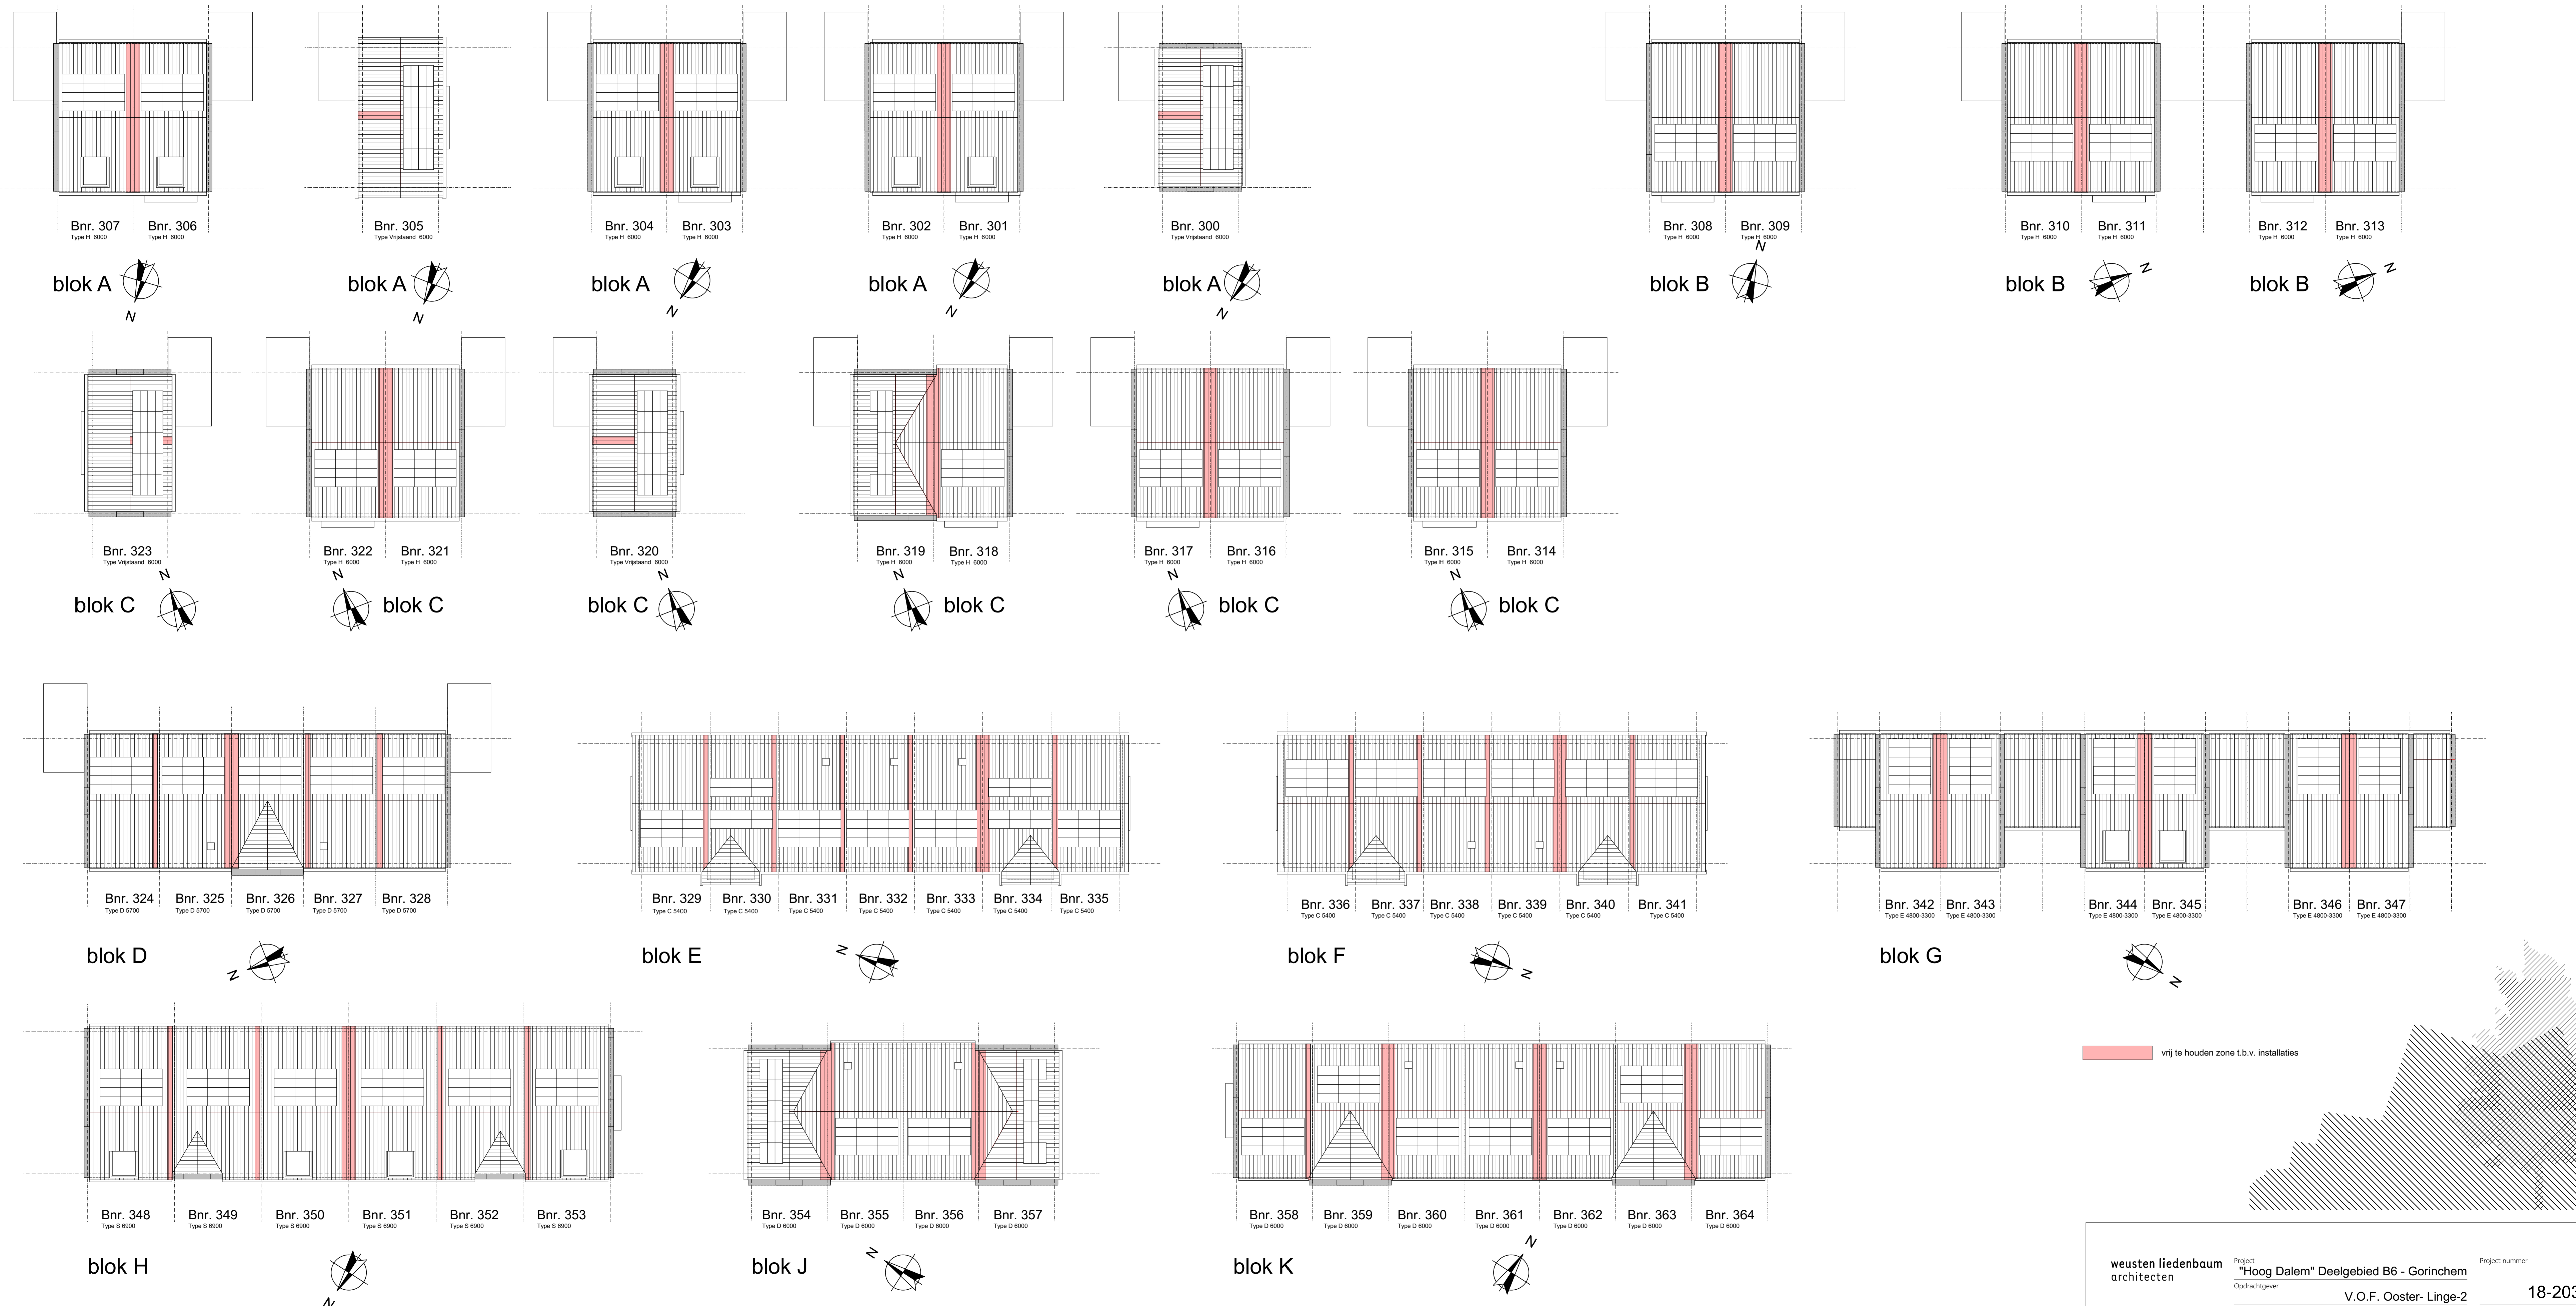 Bnr. 307 Bnr. 306 Bnr. 305 Bnr. 304 Bnr. 303 Bnr. 302 Bnr. 301 Bnr. 300 Bnr. 308 Bnr. 309 Bnr. 310 Bnr. 311 Bnr. 312 Bnr. 313
Type H 6000 Type H 6000 Type Vrijstaand 6000 Type H 6000 Type H 6000 Type H 6000 Type H 6000 Type Vrijstaand 6000 Type H 6000 Type H 6000 Type H 6000 Type H 6000 Type H 6000 Type H 6000
N N N
blok A blok A blok A blok A blok A blok B blok B blok B
N N N N N
Bnr. 323 Bnr. 322 Bnr. 321 Bnr. 320 Bnr. 319 Bnr. 318 Bnr. 317 Bnr. 316 Bnr. 315 Bnr. 314
Type Vrijstaand 6000 Type H 6000 Type H 6000 Type Vrijstaand 6000 Type H 6000 Type H 6000 Type H 6000 Type H 6000 Type H 6000 Type H 6000
N N N N N N
blok C blok C blok C blok C blok C blok C
Bnr. 324 Bnr. 325 Bnr. 326 Bnr. 327 Bnr. 328 Bnr. 329 Bnr. 330 Bnr. 331 Bnr. 332 Bnr. 333 Bnr. 334 Bnr. 335 Bnr. 336 Bnr. 337 Bnr. 338 Bnr. 339 Bnr. 340 Bnr. 341 Bnr. 342 Bnr. 343 Bnr. 344 Bnr. 345 Bnr. 346 Bnr. 347
Type D 5700 Type D 5700 Type D 5700 Type D 5700 Type D 5700 Type C 5400 Type C 5400 Type C 5400 Type C 5400 Type C 5400 Type C 5400 Type C 5400 Type C 5400 Type C 5400 Type C 5400 Type C 5400 Type C 5400 Type C 5400 Type E 4800-3300 Type E 4800-3300 Type E 4800-3300 Type E 4800-3300 Type E 4800-3300 Type E 4800-3300
blok D N blok E N blok F N blok G N
vrij te houden zone t.b.v. installaties
Bnr. 348 Bnr. 349 Bnr. 350 Bnr. 351 Bnr. 352 Bnr. 353 Bnr. 354 Bnr. 355 Bnr. 356 Bnr. 357 Bnr. 358 Bnr. 359 Bnr. 360 Bnr. 361 Bnr. 362 Bnr. 363 Bnr. 364
Type S 6900 Type S 6900 Type S 6900 Type S 6900 Type S 6900 Type S 6900 Type D 6000 Type D 6000 Type D 6000 Type D 6000 Type D 6000 Type D 6000 Type D 6000 Type D 6000 Type D 6000 Type D 6000 Type D 6000
blok H N blok J N blok K N
weusten liedenbaum
architecten
Project
"Hoog Dalem" Deelgebied B6 - Gorinchem
Opdrachtgever
V.O.F. Ooster- Linge-2
Project nummer
18-203